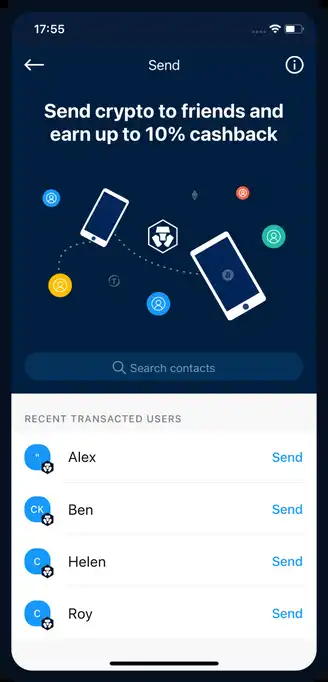 17:55
Send
Send crypto to friends and
earn up to 10% cashback
Search contacts
RECENT TRANSACTED USERS
" Alex Send
CK Ben Send
C Helen Send
C Roy Send